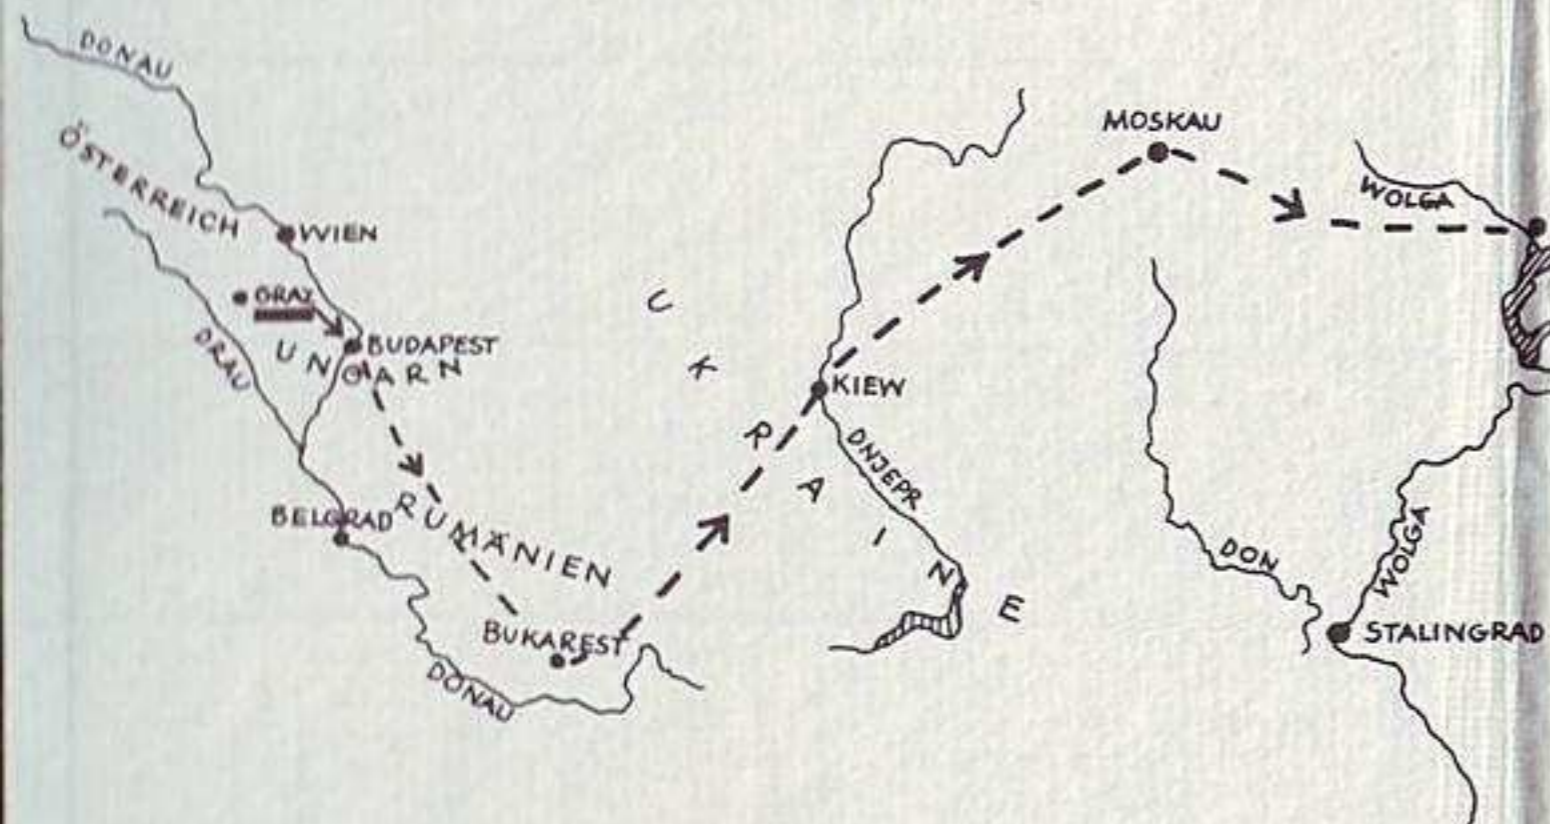 DONAU
ÖSTERREICH
WIEN
GRAZ
DRAU
BUDAPEST
UNGARN
BELGRAD
RUMÄNIEN
BUKAREST
DONAU
UKRAINE
KIEW
DNJEPR
MOSKAU
WOLGA
DON
WOLGA
STALINGRAD